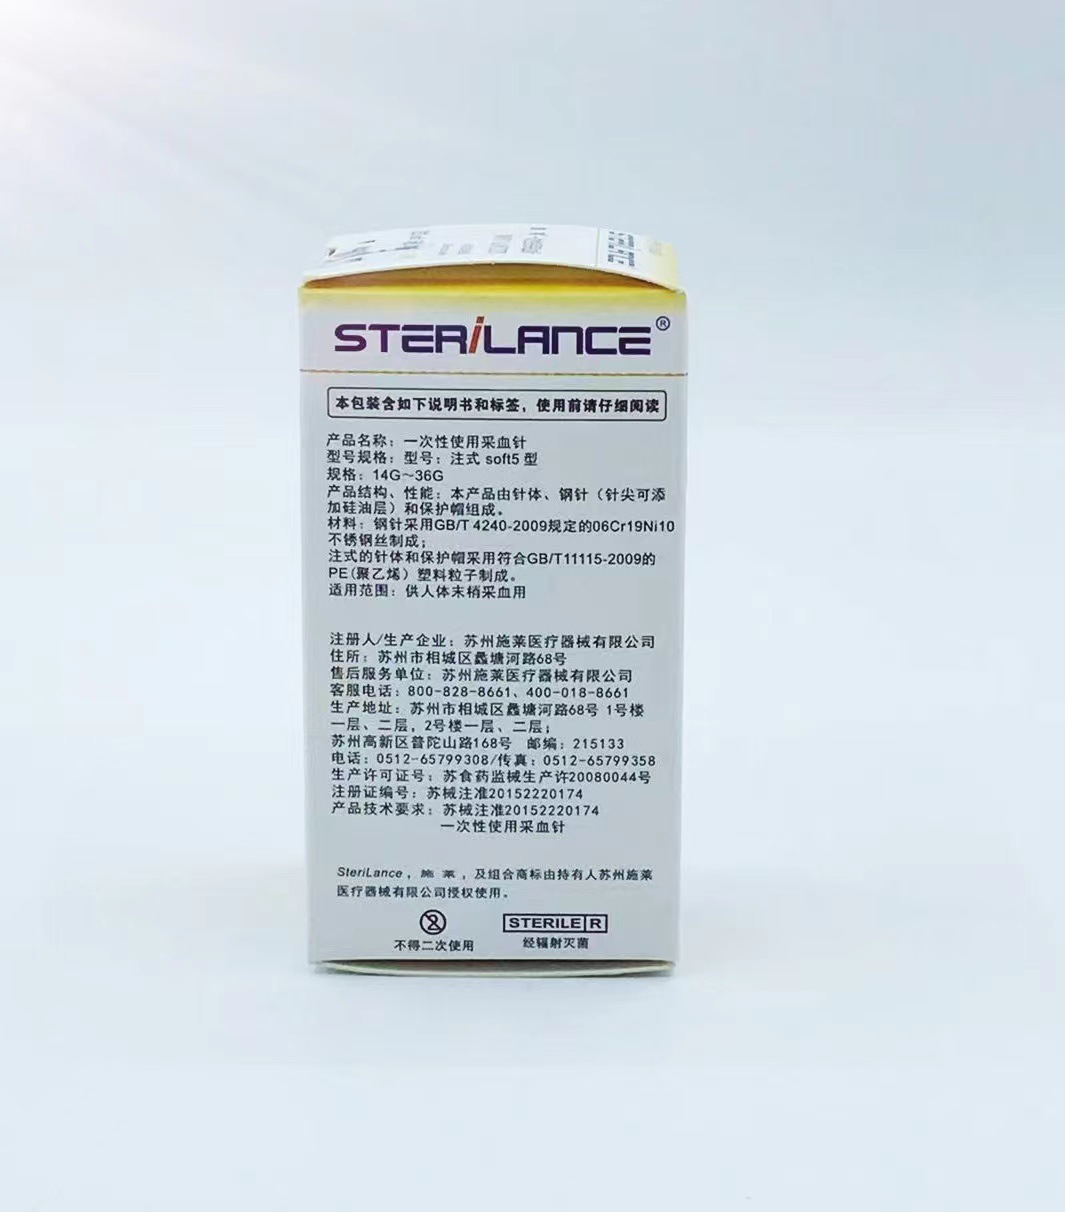 STERiLANCE®
本包装含如下说明书和标签，使用前请仔细阅读
产品名称：一次性使用采血针
型号规格：型号：注式 soft5 型
规格：14G～36G
产品结构、性能：本产品由针体、钢针（针尖可添
加硅油层）和保护帽组成。
材料：钢针采用GB/T 4240-2009规定的06Cr19Ni10
不锈钢丝制成；
注式的针体和保护帽采用符合GB/T11115-2009的
PE(聚乙烯）塑料粒子制成。
适用范围：供人体末梢采血用
注册人/生产企业：苏州施莱医疗器械有限公司
住所：苏州市相城区蠡塘河路68号
售后服务单位：苏州施莱医疗器械有限公司
客服电话：800-828-8661、400-018-8661
生产地址：苏州市相城区蠡塘河路68号 1号楼
一层、二层，2号楼一层、二层；
苏州高新区普陀山路168号 邮编：215133
电话：0512-65799308/传真：0512-65799358
生产许可证号：苏食药监械生产许20080044号
注册证编号：苏械注准20152220174
产品技术要求：苏械注准20152220174
一次性使用采血针
SteriLance，施莱，及组合商标由持有人苏州施莱
医疗器械有限公司授权使用。
2
STERILE R
不得二次使用
经辐射灭菌